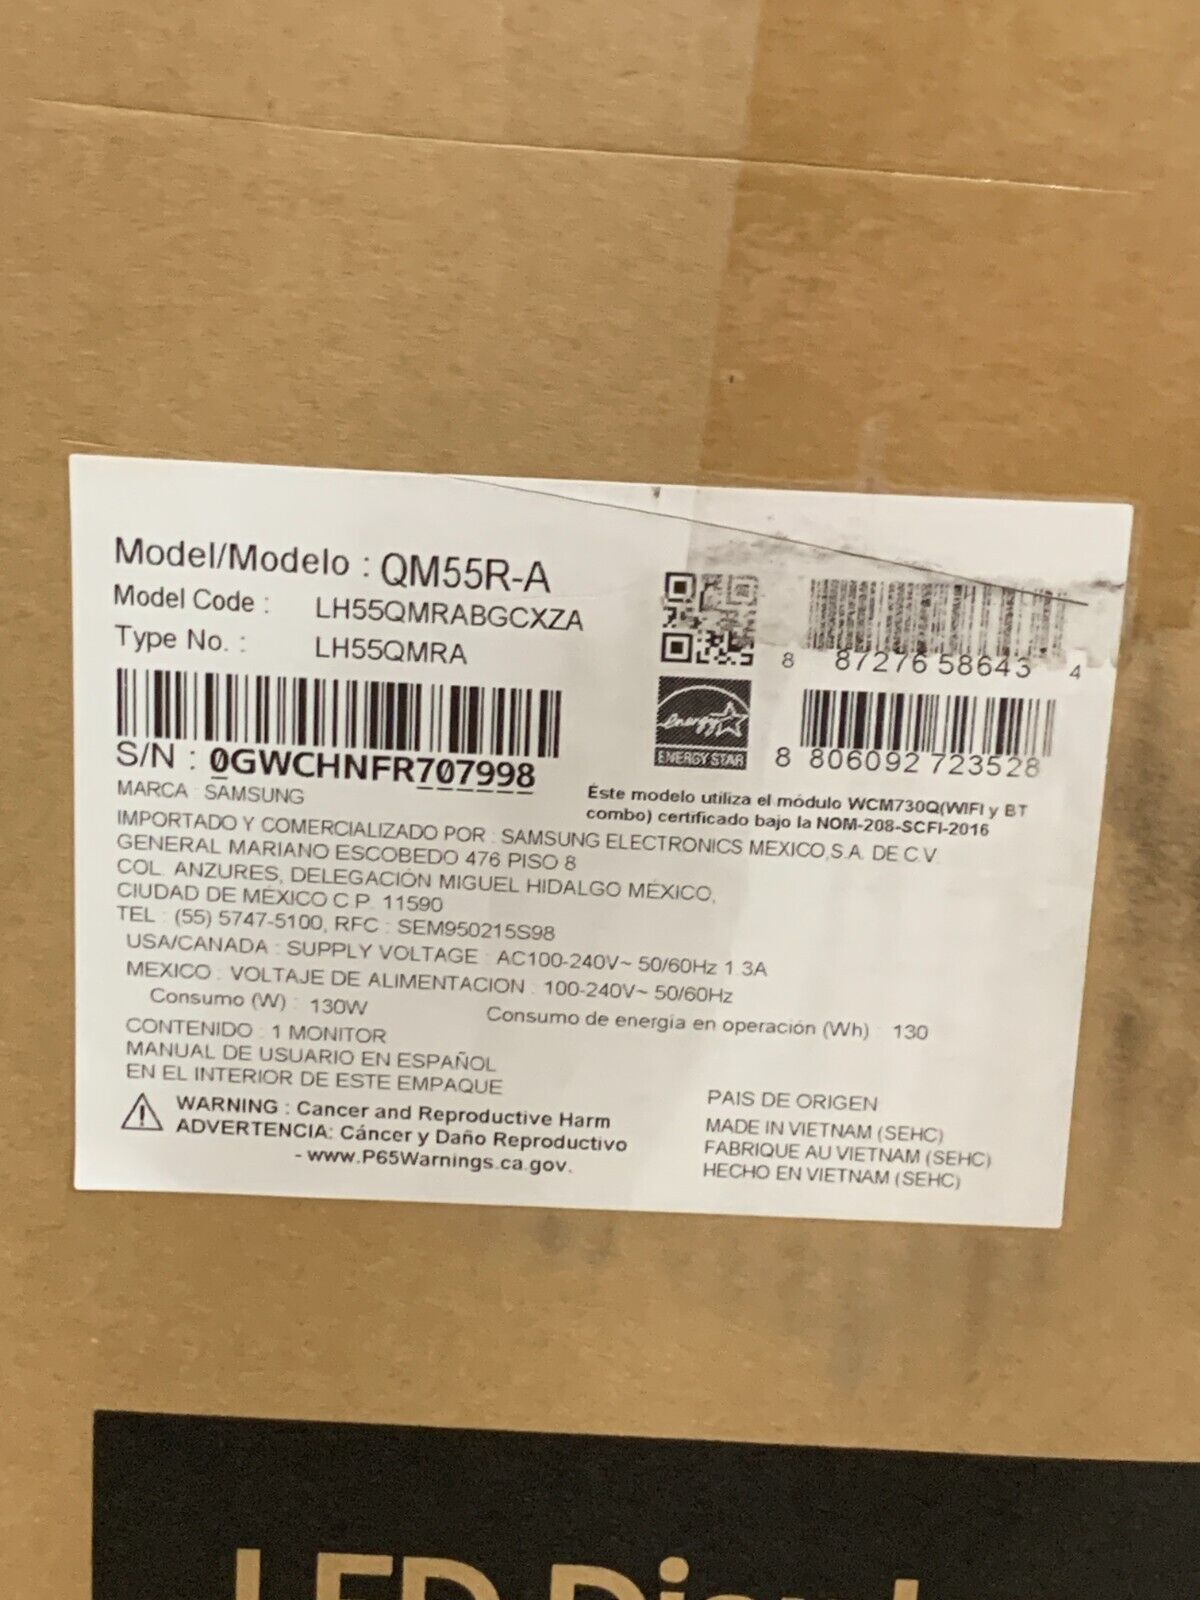 Model/Modelo : QM55R-A
Model Code : LH55QMRABGCXZA
Type No. : LH55QMRA
8 87276 58643 4
S/N : 0GWCHNFR707998
energy
ENERGY STAR
8 806092 723528
MARCA : SAMSUNG
Este modelo utiliza el módulo WCM730Q(WIFI y BT
combo) certificado bajo la NOM-208-SCFI-2016
IMPORTADO Y COMERCIALIZADO POR : SAMSUNG ELECTRONICS MEXICO,S.A. DE C.V.
GENERAL MARIANO ESCOBEDO 476 PISO 8
COL. ANZURES, DELEGACIÓN MIGUEL HIDALGO MÉXICO,
CIUDAD DE MÉXICO C.P. 11590
TEL : (55) 5747-5100, RFC : SEM950215S98
USA/CANADA : SUPPLY VOLTAGE : AC100-240V~ 50/60Hz 1.3A
MEXICO : VOLTAJE DE ALIMENTACION : 100-240V~ 50/60Hz
Consumo (W) : 130W Consumo de energía en operación (Wh) : 130
CONTENIDO : 1 MONITOR
MANUAL DE USUARIO EN ESPAÑOL
EN EL INTERIOR DE ESTE EMPAQUE
WARNING : Cancer and Reproductive Harm
ADVERTENCIA: Cáncer y Daño Reproductivo
- www.P65Warnings.ca.gov.
PAIS DE ORIGEN
MADE IN VIETNAM (SEHC)
FABRIQUE AU VIETNAM (SEHC)
HECHO EN VIETNAM (SEHC)
LED